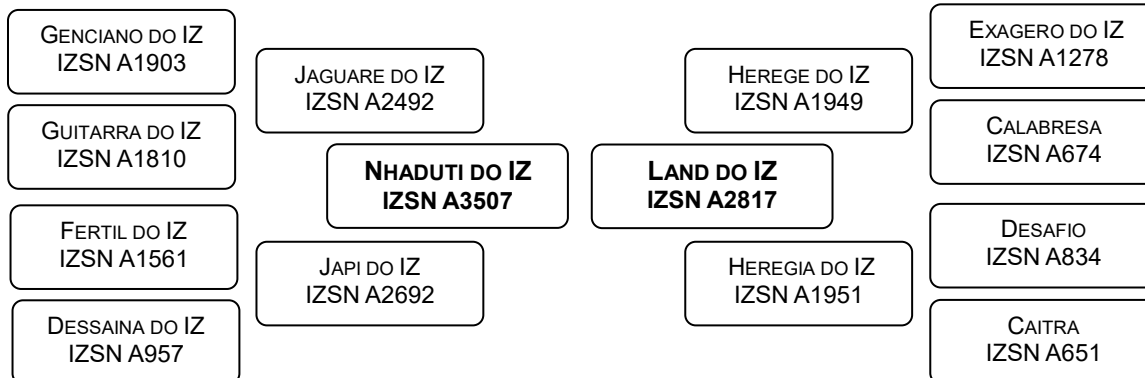 GENCIANO DO IZ
IZSN A1903
GUITARRA DO IZ
IZSN A1810
FERTIL DO IZ
IZSN A1561
DESSAINA DO IZ
IZSN A957
JAGUARE DO IZ
IZSN A2492
JAPI DO IZ
IZSN A2692
NHADUTI DO IZ
IZSN A3507
LAND DO IZ
IZSN A2817
HEREGE DO IZ
IZSN A1949
HEREGIA DO IZ
IZSN A1951
EXAGERO DO IZ
IZSN A1278
CALABRESA
IZSN A674
DESAFIO
IZSN A834
CAITRA
IZSN A651